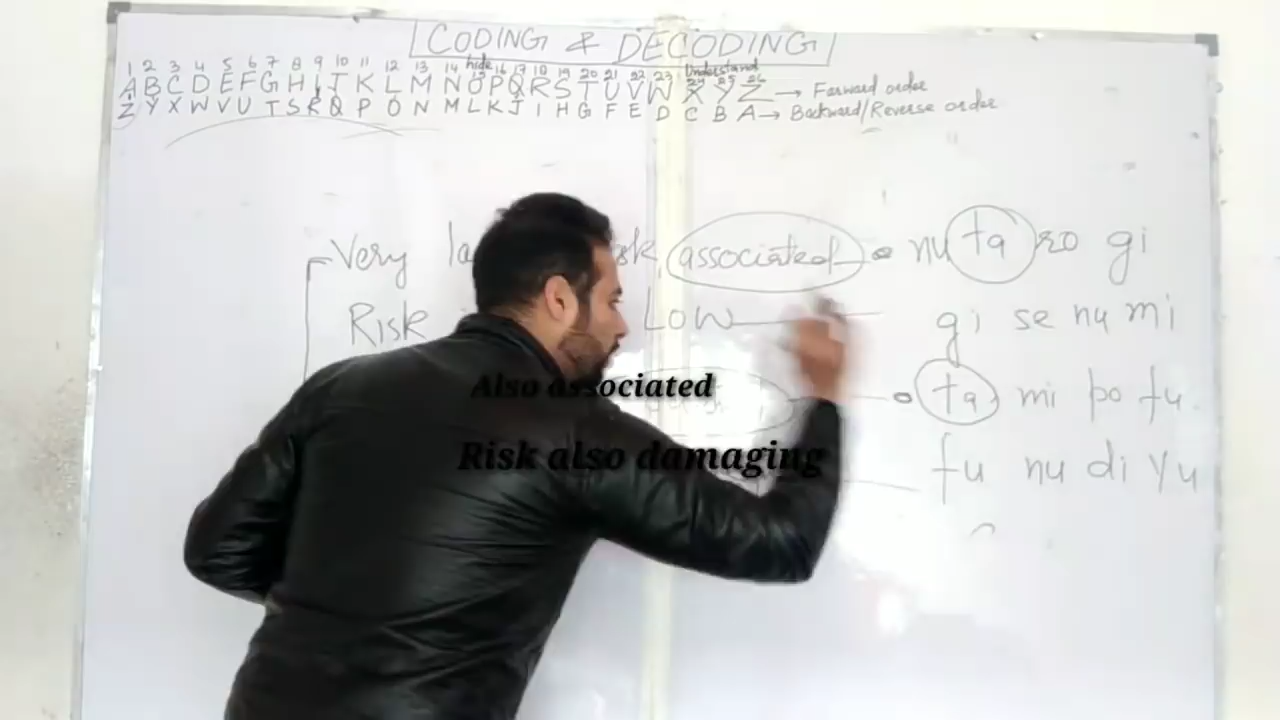 CODING & DECODING
1 2 3 4 5 6 7 8 9 10 11 12 13 14 hide 15 16 17 18 19 20 21 22 23 Understand 24 25 26
A B C D E F G H I J K L M N O P Q R S T U V W X Y Z → Forward order
Z Y X W V U T S R Q P O N M L K J I H G F E D C B A → Backward/Reverse order
Very associated nu ta ro gi
Risk Low gi se nu mi
Also associated
ta mi po fu
Risk also damaging
fu nu di yu